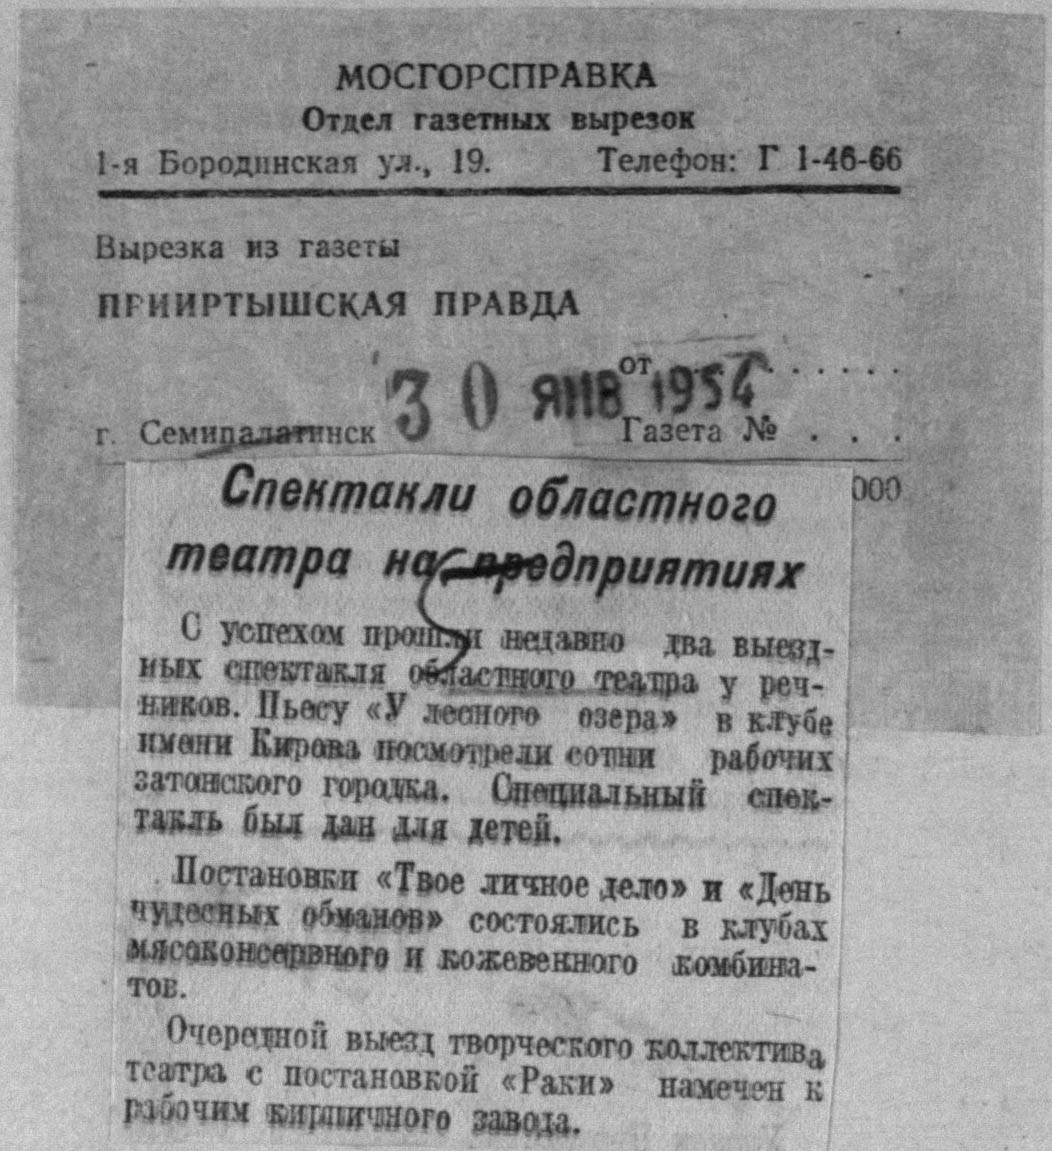 МОСГОРСПРАВКА
Отдел газетных вырезок
1-я Бородинская ул., 19. Телефон: Г 1-46-66
Вырезка из газеты
ПРИИРТЫШСКАЯ ПРАВДА
от . . . . . . .
30 ЯНВ 1954
г. Семипалатинск Газета № . . .
000
Спектакли областного
театра на предприятиях
С успехом прошли недавно два выезд-
ных спектакля областного театра у реч-
ников. Пьесу «У лесного озера» в клубе
имени Кирова посмотрели сотни рабочих
затонского городка. Специальный спек-
такль был дан для детей.
Постановки «Твое личное дело» и «День
чудесных обманов» состоялись в клубах
мясоконсервного и кожевенного комбина-
тов.
Очередной выезд творческого коллектива
театра с постановкой «Раки» намечен к
рабочим кирпичного завода.